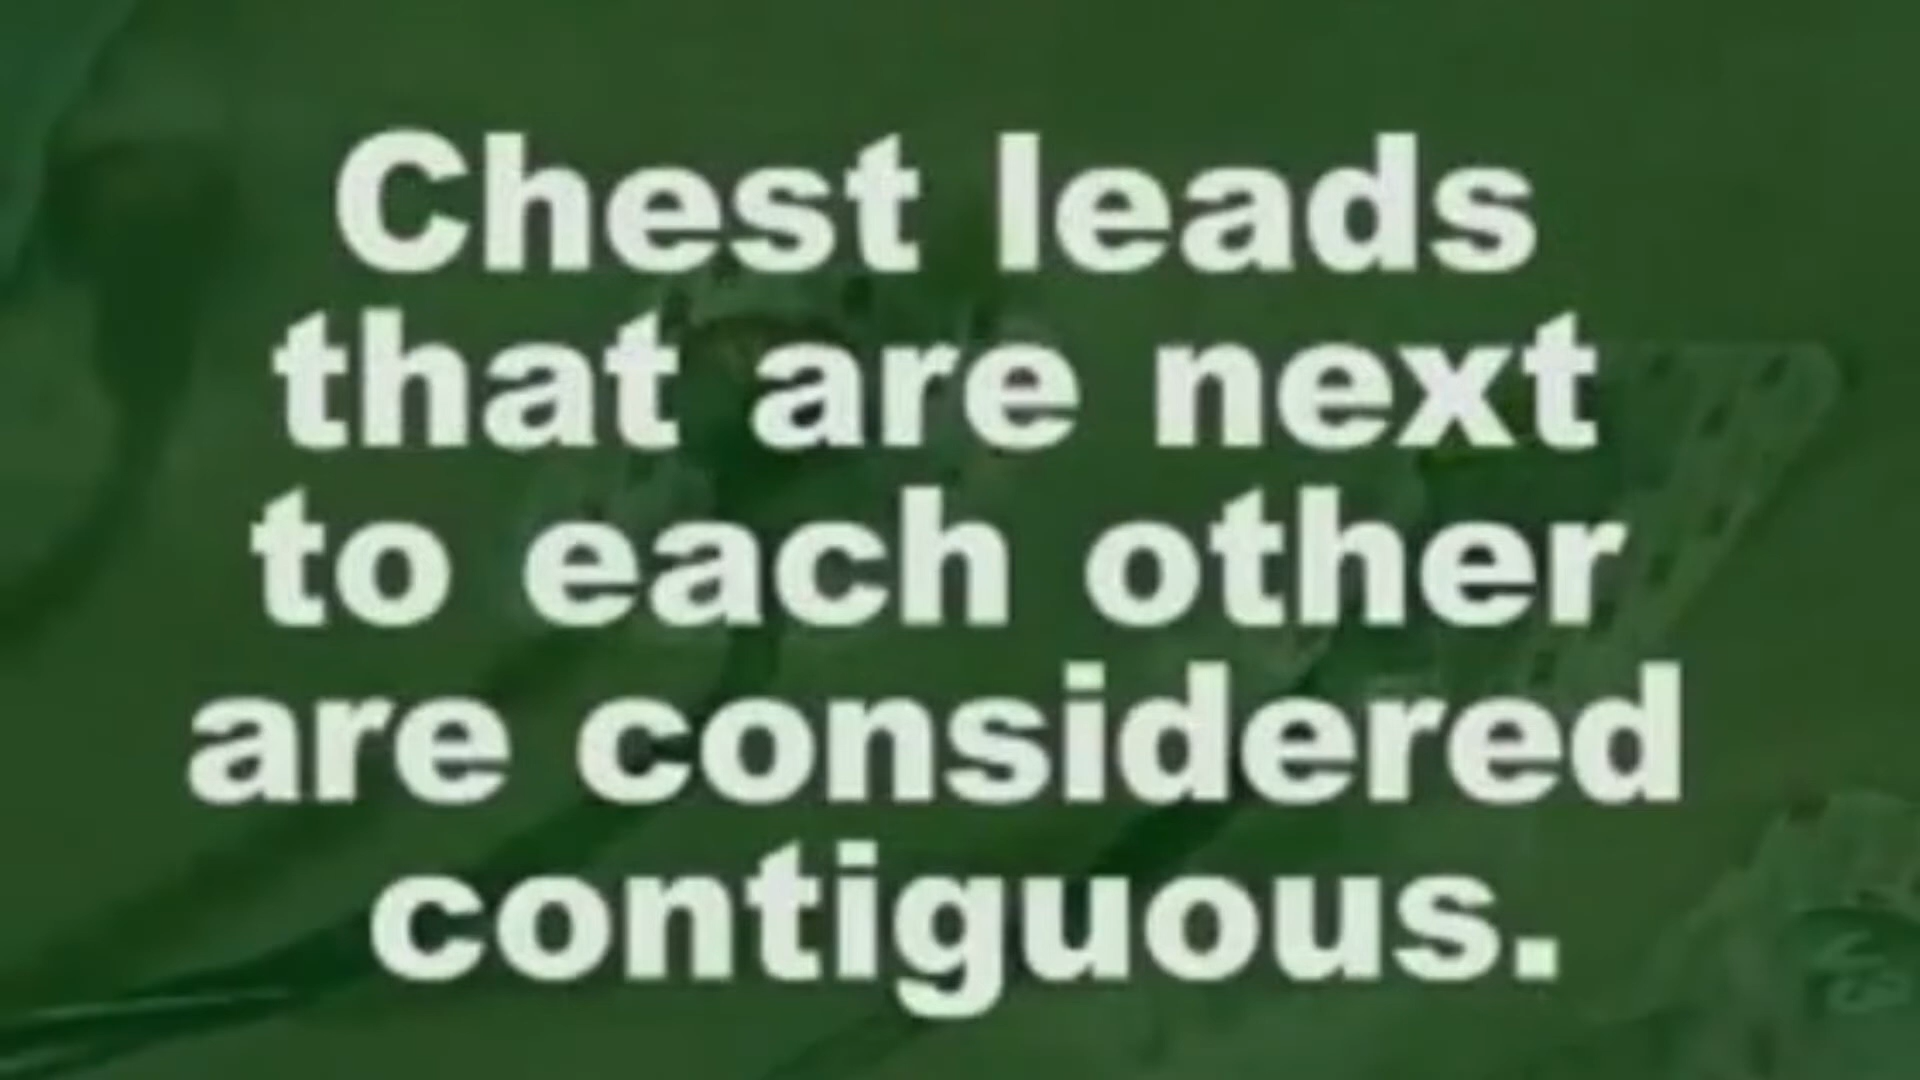 Chest leads
that are next
to each other
are considered
contiguous.